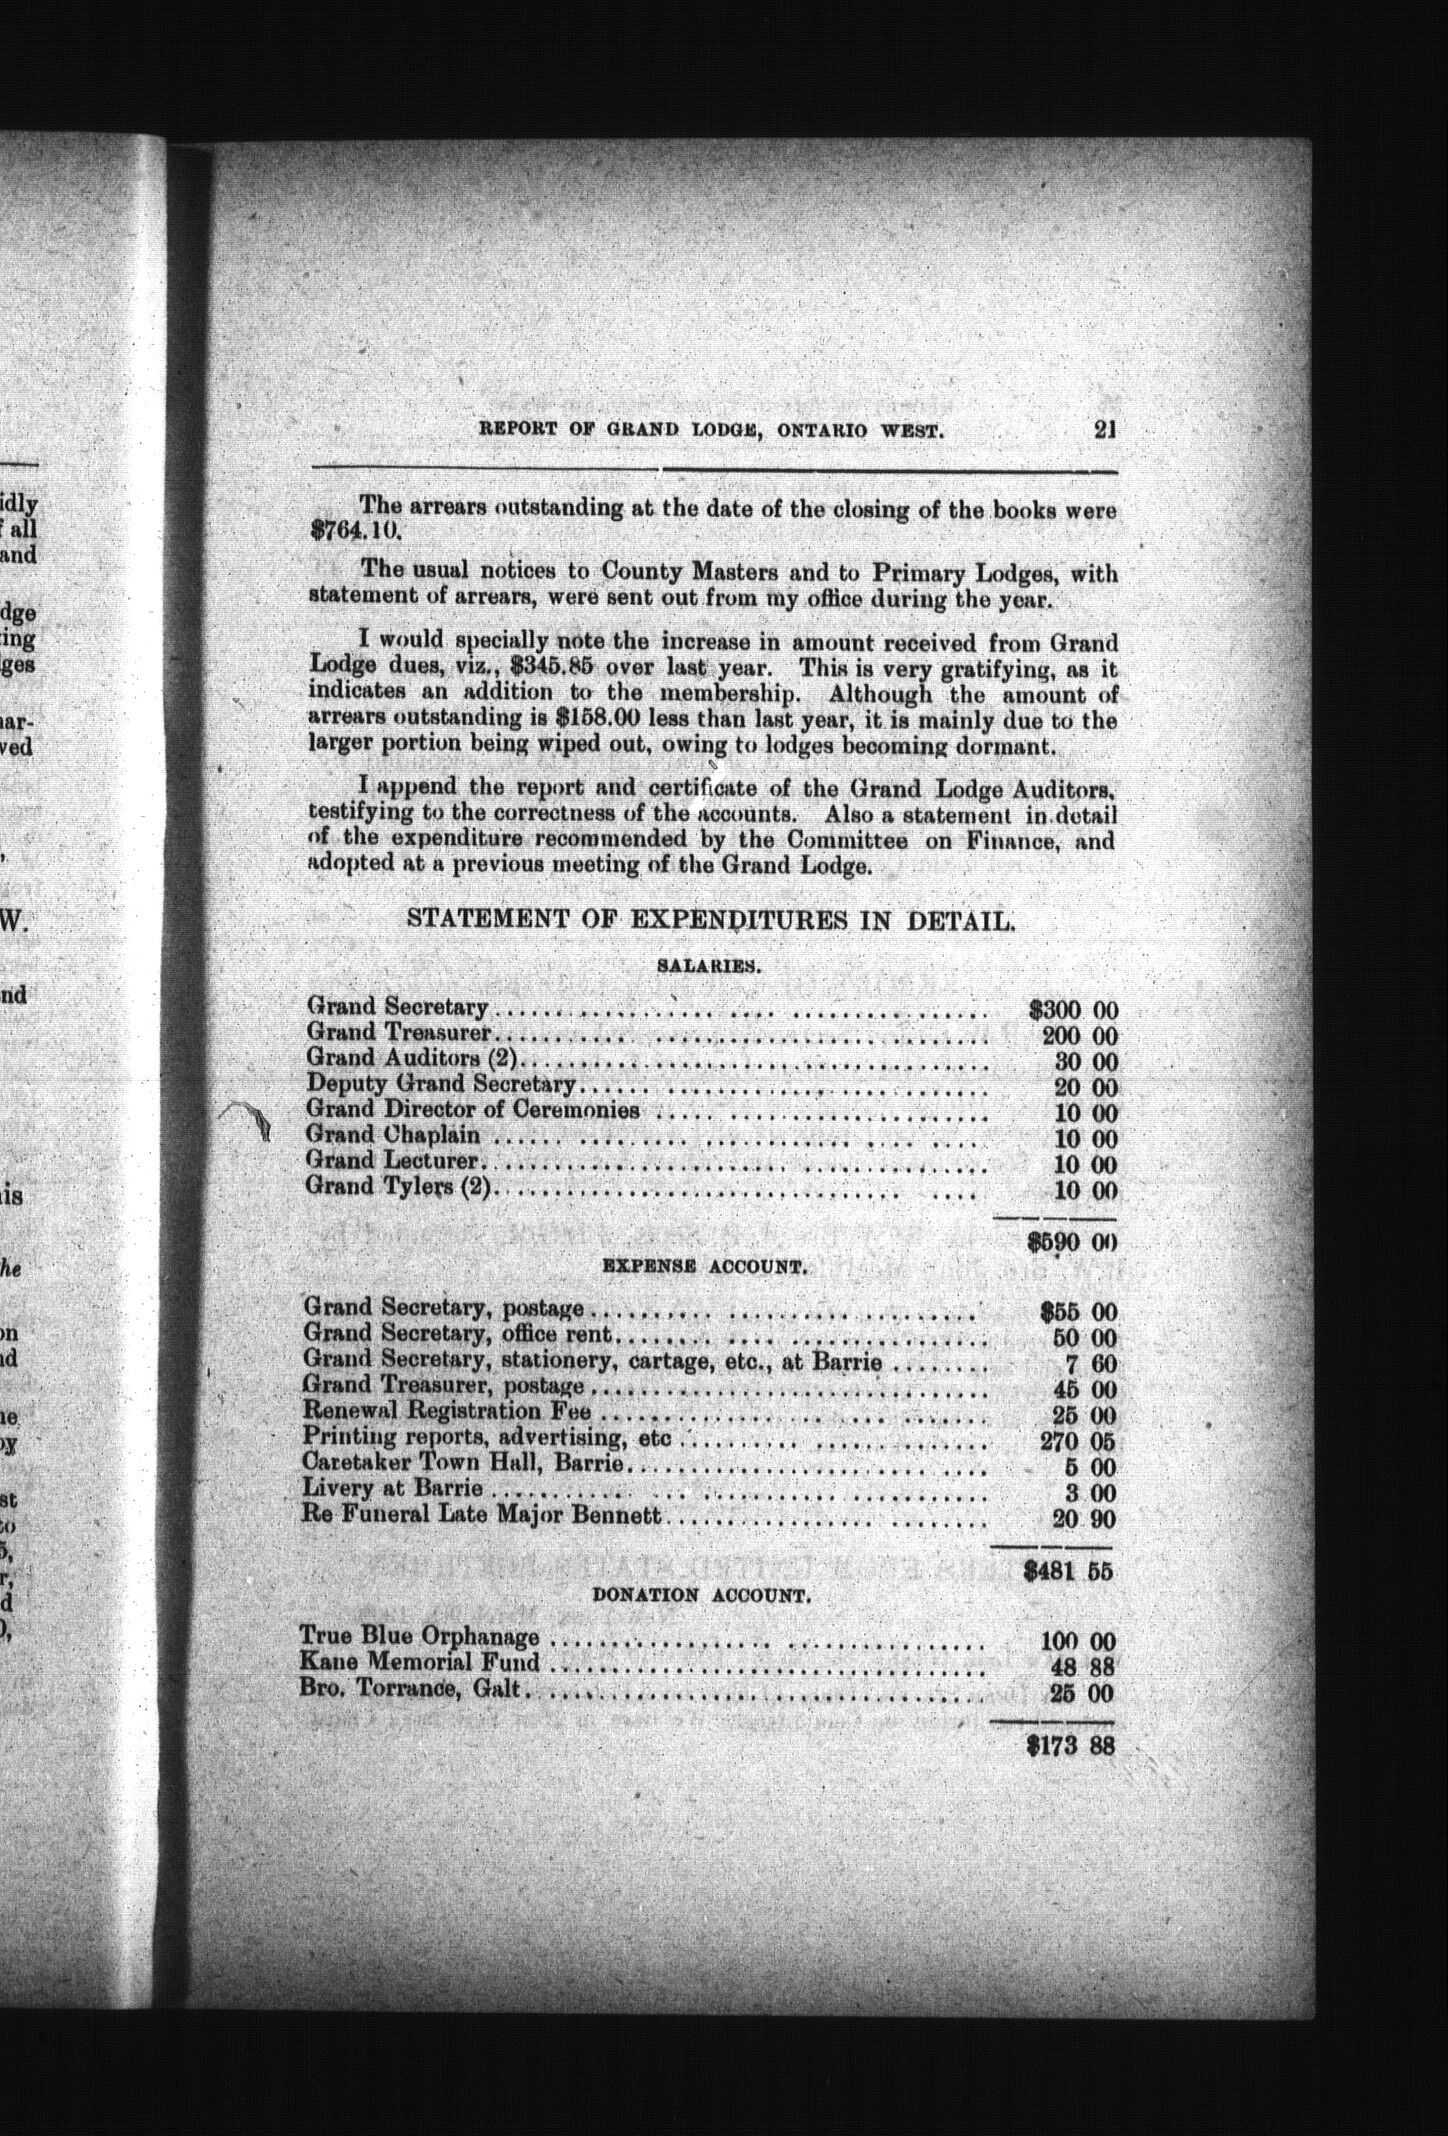 REPORT OF GRAND LODGE, ONTARIO WEST. 21
The arrears outstanding at the date of the closing of the books were
$764.10.
The usual notices to County Masters and to Primary Lodges, with
statement of arrears, were sent out from my office during the year.
I would specially note the increase in amount received from Grand
Lodge dues, viz., $345.85 over last year. This is very gratifying, as it
indicates an addition to the membership. Although the amount of
arrears outstanding is $158.00 less than last year, it is mainly due to the
larger portion being wiped out, owing to lodges becoming dormant.
I append the report and certificate of the Grand Lodge Auditors,
testifying to the correctness of the accounts. Also a statement in detail
of the expenditure recommended by the Committee on Finance, and
adopted at a previous meeting of the Grand Lodge.
STATEMENT OF EXPENDITURES IN DETAIL.
SALARIES.
Grand Secretary $300 00
Grand Treasurer 200 00
Grand Auditors (2) 30 00
Deputy Grand Secretary 20 00
Grand Director of Ceremonies 10 00
Grand Chaplain 10 00
Grand Lecturer 10 00
Grand Tylers (2) 10 00
$590 00
EXPENSE ACCOUNT.
Grand Secretary, postage $55 00
Grand Secretary, office rent 50 00
Grand Secretary, stationery, cartage, etc., at Barrie 7 60
Grand Treasurer, postage 45 00
Renewal Registration Fee 25 00
Printing reports, advertising, etc 270 05
Caretaker Town Hall, Barrie 5 00
Livery at Barrie 3 00
Re Funeral Late Major Bennett 20 90
$481 55
DONATION ACCOUNT.
True Blue Orphanage 100 00
Kane Memorial Fund 48 88
Bro. Torrance, Galt 25 00
$173 88